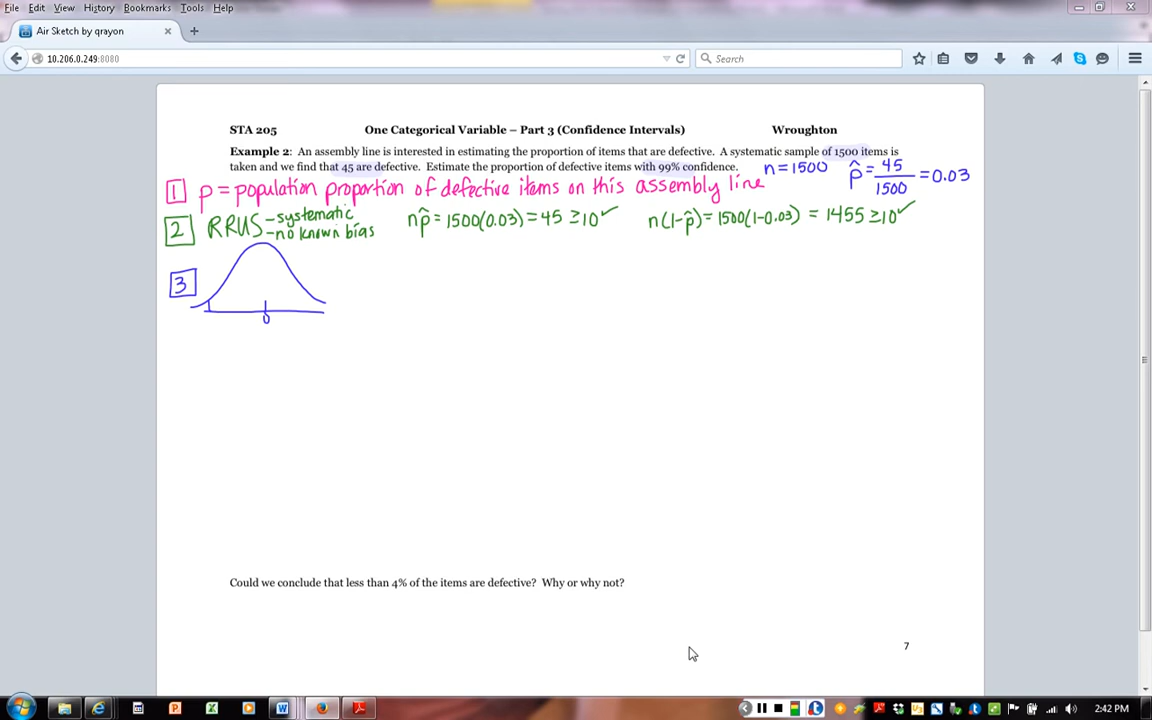 File Edit View History Bookmarks Tools Help
Air Sketch by qrayon
10.206.0.249:8080
Search
STA 205 One Categorical Variable – Part 3 (Confidence Intervals) Wroughton
Example 2: An assembly line is interested in estimating the proportion of items that are defective. A systematic sample of 1500 items is
taken and we find that 45 are defective. Estimate the proportion of defective items with 99% confidence.
n=1500 p̂ = 45/1500 = 0.03
1 p = population proportion of defective items on this assembly line
2 RRUS -systematic
-no known bias
np̂ = 1500(0.03) = 45 ≥ 10 ✓ n(1-p̂) = 1500(1-0.03) = 1455 ≥ 10 ✓
3
0
Could we conclude that less than 4% of the items are defective? Why or why not?
7
2:42 PM